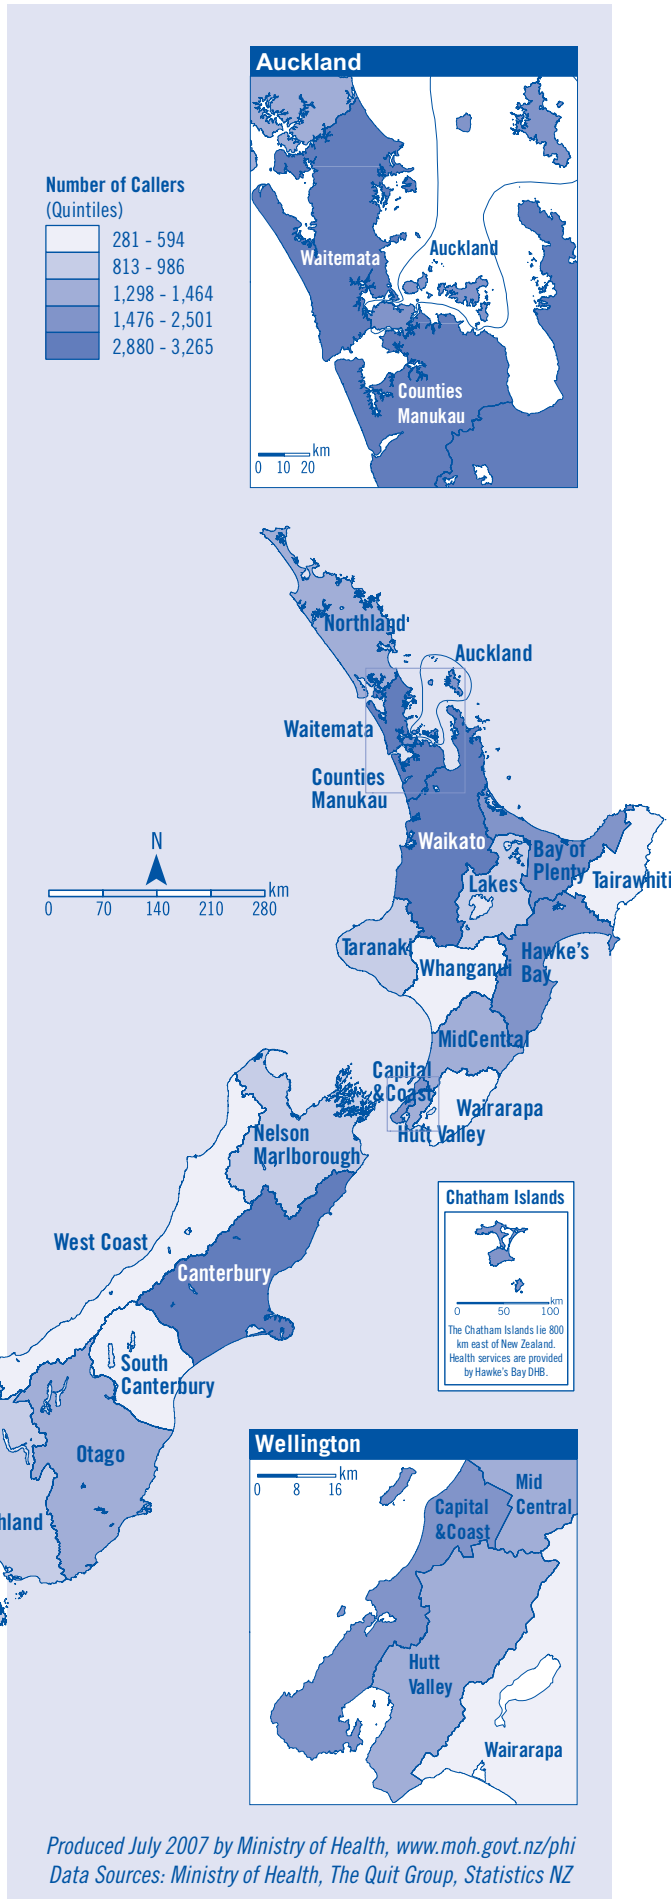 Auckland
Number of Callers
(Quintiles)
281 - 594
813 - 986
1,298 - 1,464
1,476 - 2,501
2,880 - 3,265
Waitemata
Auckland
Counties
Manukau
km
0 10 20
Northland
Auckland
Waitemata
Counties
Manukau
Waikato
Bay of
Plenty
Lakes
Tairawhiti
N
km
0 70 140 210 280
Taranaki
Whanganui
Hawke's
Bay
MidCentral
Capital
&Coast
Wairarapa
Hutt Valley
Nelson
Marlborough
West Coast
Canterbury
South
Canterbury
Otago
hland
Chatham Islands
km
0 50 100
The Chatham Islands lie 800
km east of New Zealand.
Health services are provided
by Hawke's Bay DHB.
Wellington
km
0 8 16
Mid
Central
Capital
&Coast
Hutt
Valley
Wairarapa
Produced July 2007 by Ministry of Health, www.moh.govt.nz/phi
Data Sources: Ministry of Health, The Quit Group, Statistics NZ